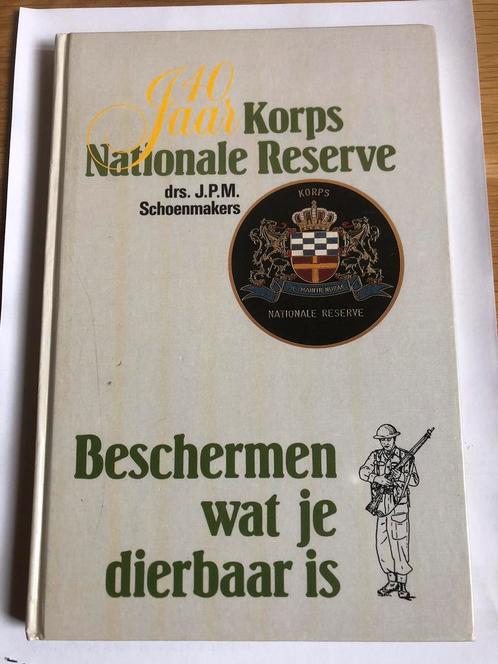 40
Jaar Korps
Nationale Reserve
drs. J.P.M.
Schoenmakers
KORPS
NATIONALE RESERVE
Beschermen
wat je
dierbaar is